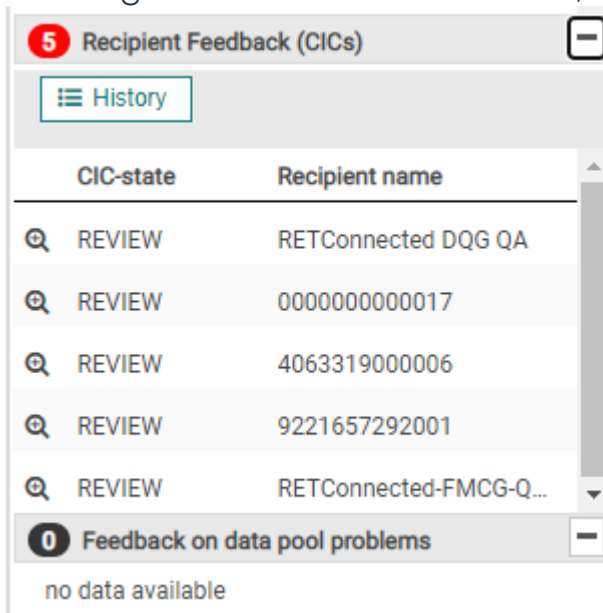 5 Recipient Feedback (CICs)
History
CIC-state Recipient name
REVIEW RETConnected DQG QA
REVIEW 0000000000017
REVIEW 4063319000006
REVIEW 9221657292001
REVIEW RETConnected-FMCG-Q...
0 Feedback on data pool problems
no data available